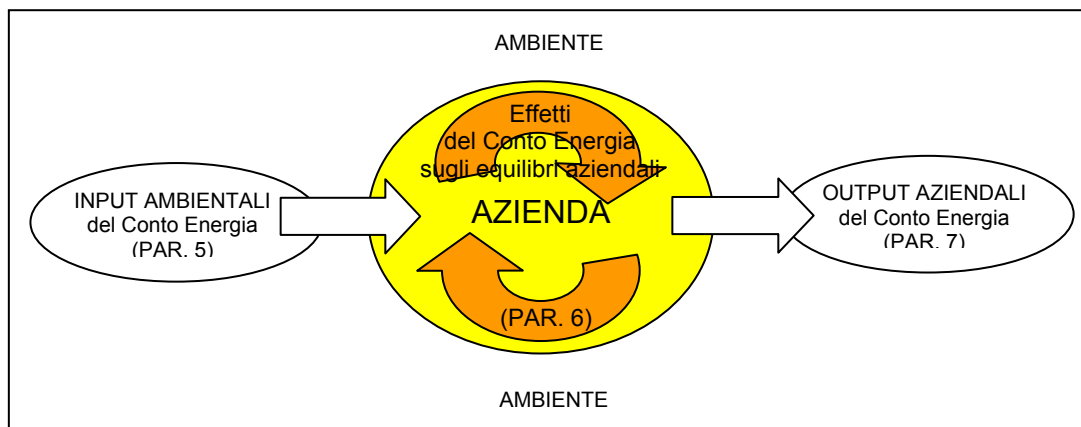 AMBIENTE
INPUT AMBIENTALI
del Conto Energia
(PAR. 5)
Effetti
del Conto Energia
sugli equilibri aziendali
AZIENDA
(PAR. 6)
OUTPUT AZIENDALI
del Conto Energia
(PAR. 7)
AMBIENTE